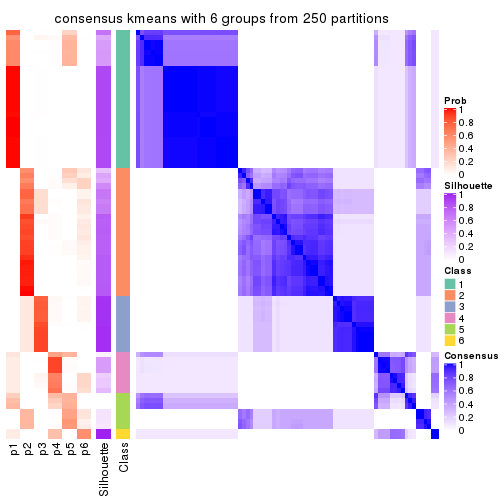 consensus kmeans with 6 groups from 250 partitions
Prob
1
0.8
0.6
0.4
0.2
0
Silhouette
1
0.8
0.6
0.4
0.2
0
Class
1
2
3
4
5
6
Consensus
1
0.8
0.6
0.4
0.2
0
p1
p2
p3
p4
p5
p6
Silhouette
Class